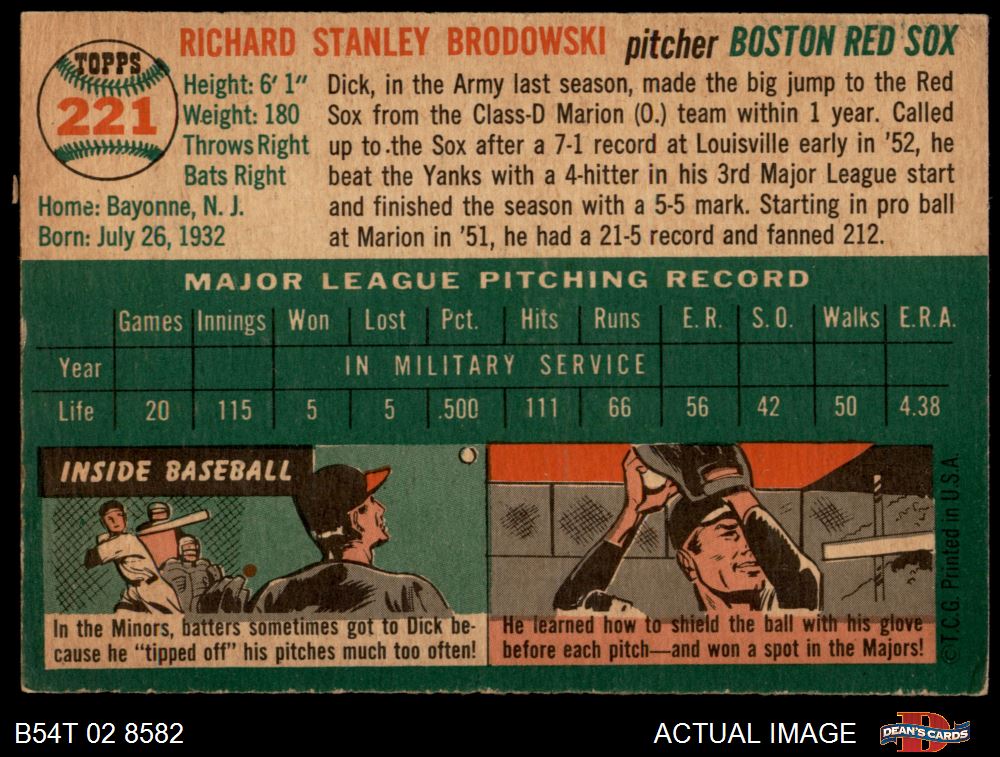 TOPPS
221
RICHARD STANLEY BRODOWSKI pitcher BOSTON RED SOX
Height: 6' 1"
Weight: 180
Throws Right
Bats Right
Home: Bayonne, N. J.
Born: July 26, 1932
Dick, in the Army last season, made the big jump to the Red
Sox from the Class-D Marion (O.) team within 1 year. Called
up to the Sox after a 7-1 record at Louisville early in '52, he
beat the Yanks with a 4-hitter in his 3rd Major League start
and finished the season with a 5-5 mark. Starting in pro ball
at Marion in '51, he had a 21-5 record and fanned 212.
MAJOR LEAGUE PITCHING RECORD
Games Innings Won Lost Pct. Hits Runs E. R. S. O. Walks E.R.A.
Year IN MILITARY SERVICE
Life 20 115 5 5 .500 111 66 56 42 50 4.38
INSIDE BASEBALL
In the Minors, batters sometimes got to Dick be-
cause he "tipped off" his pitches much too often!
He learned how to shield the ball with his glove
before each pitch—and won a spot in the Majors!
©T.C.G. Printed in U.S.A.
B54T 02 8582
ACTUAL IMAGE
DEAN'S CARDS